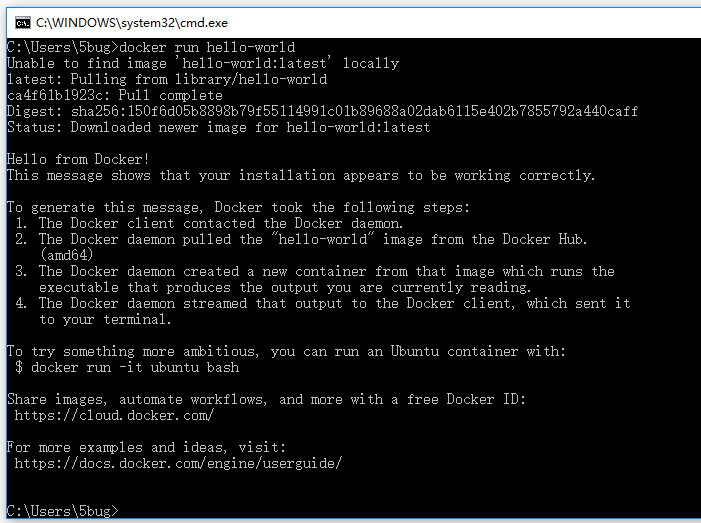 C:\WINDOWS\system32\cmd.exe
C:\Users\5bug>docker run hello-world
Unable to find image 'hello-world:latest' locally
latest: Pulling from library/hello-world
ca4f61b1923c: Pull complete
Digest: sha256:150f6d05b8898b79f55114991c01b89688a02dab6115e402b7855792a440caff
Status: Downloaded newer image for hello-world:latest

Hello from Docker!
This message shows that your installation appears to be working correctly.

To generate this message, Docker took the following steps:
 1. The Docker client contacted the Docker daemon.
 2. The Docker daemon pulled the "hello-world" image from the Docker Hub.
    (amd64)
 3. The Docker daemon created a new container from that image which runs the
    executable that produces the output you are currently reading.
 4. The Docker daemon streamed that output to the Docker client, which sent it
    to your terminal.

To try something more ambitious, you can run an Ubuntu container with:
 $ docker run -it ubuntu bash

Share images, automate workflows, and more with a free Docker ID:
 https://cloud.docker.com/

For more examples and ideas, visit:
 https://docs.docker.com/engine/userguide/

C:\Users\5bug>